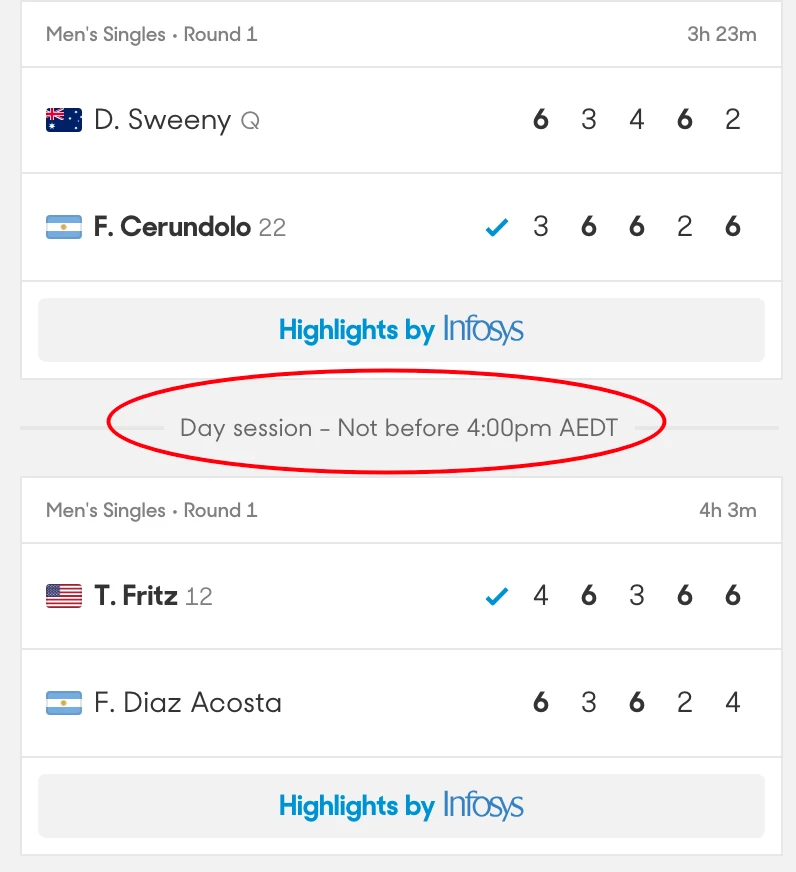 Men's Singles • Round 1 3h 23m
D. Sweeny Q 6 3 4 6 2
F. Cerundolo 22 3 6 6 2 6
Highlights by Infosys
Day session – Not before 4:00pm AEDT
Men's Singles • Round 1 4h 3m
T. Fritz 12 4 6 3 6 6
F. Diaz Acosta 6 3 6 2 4
Highlights by Infosys